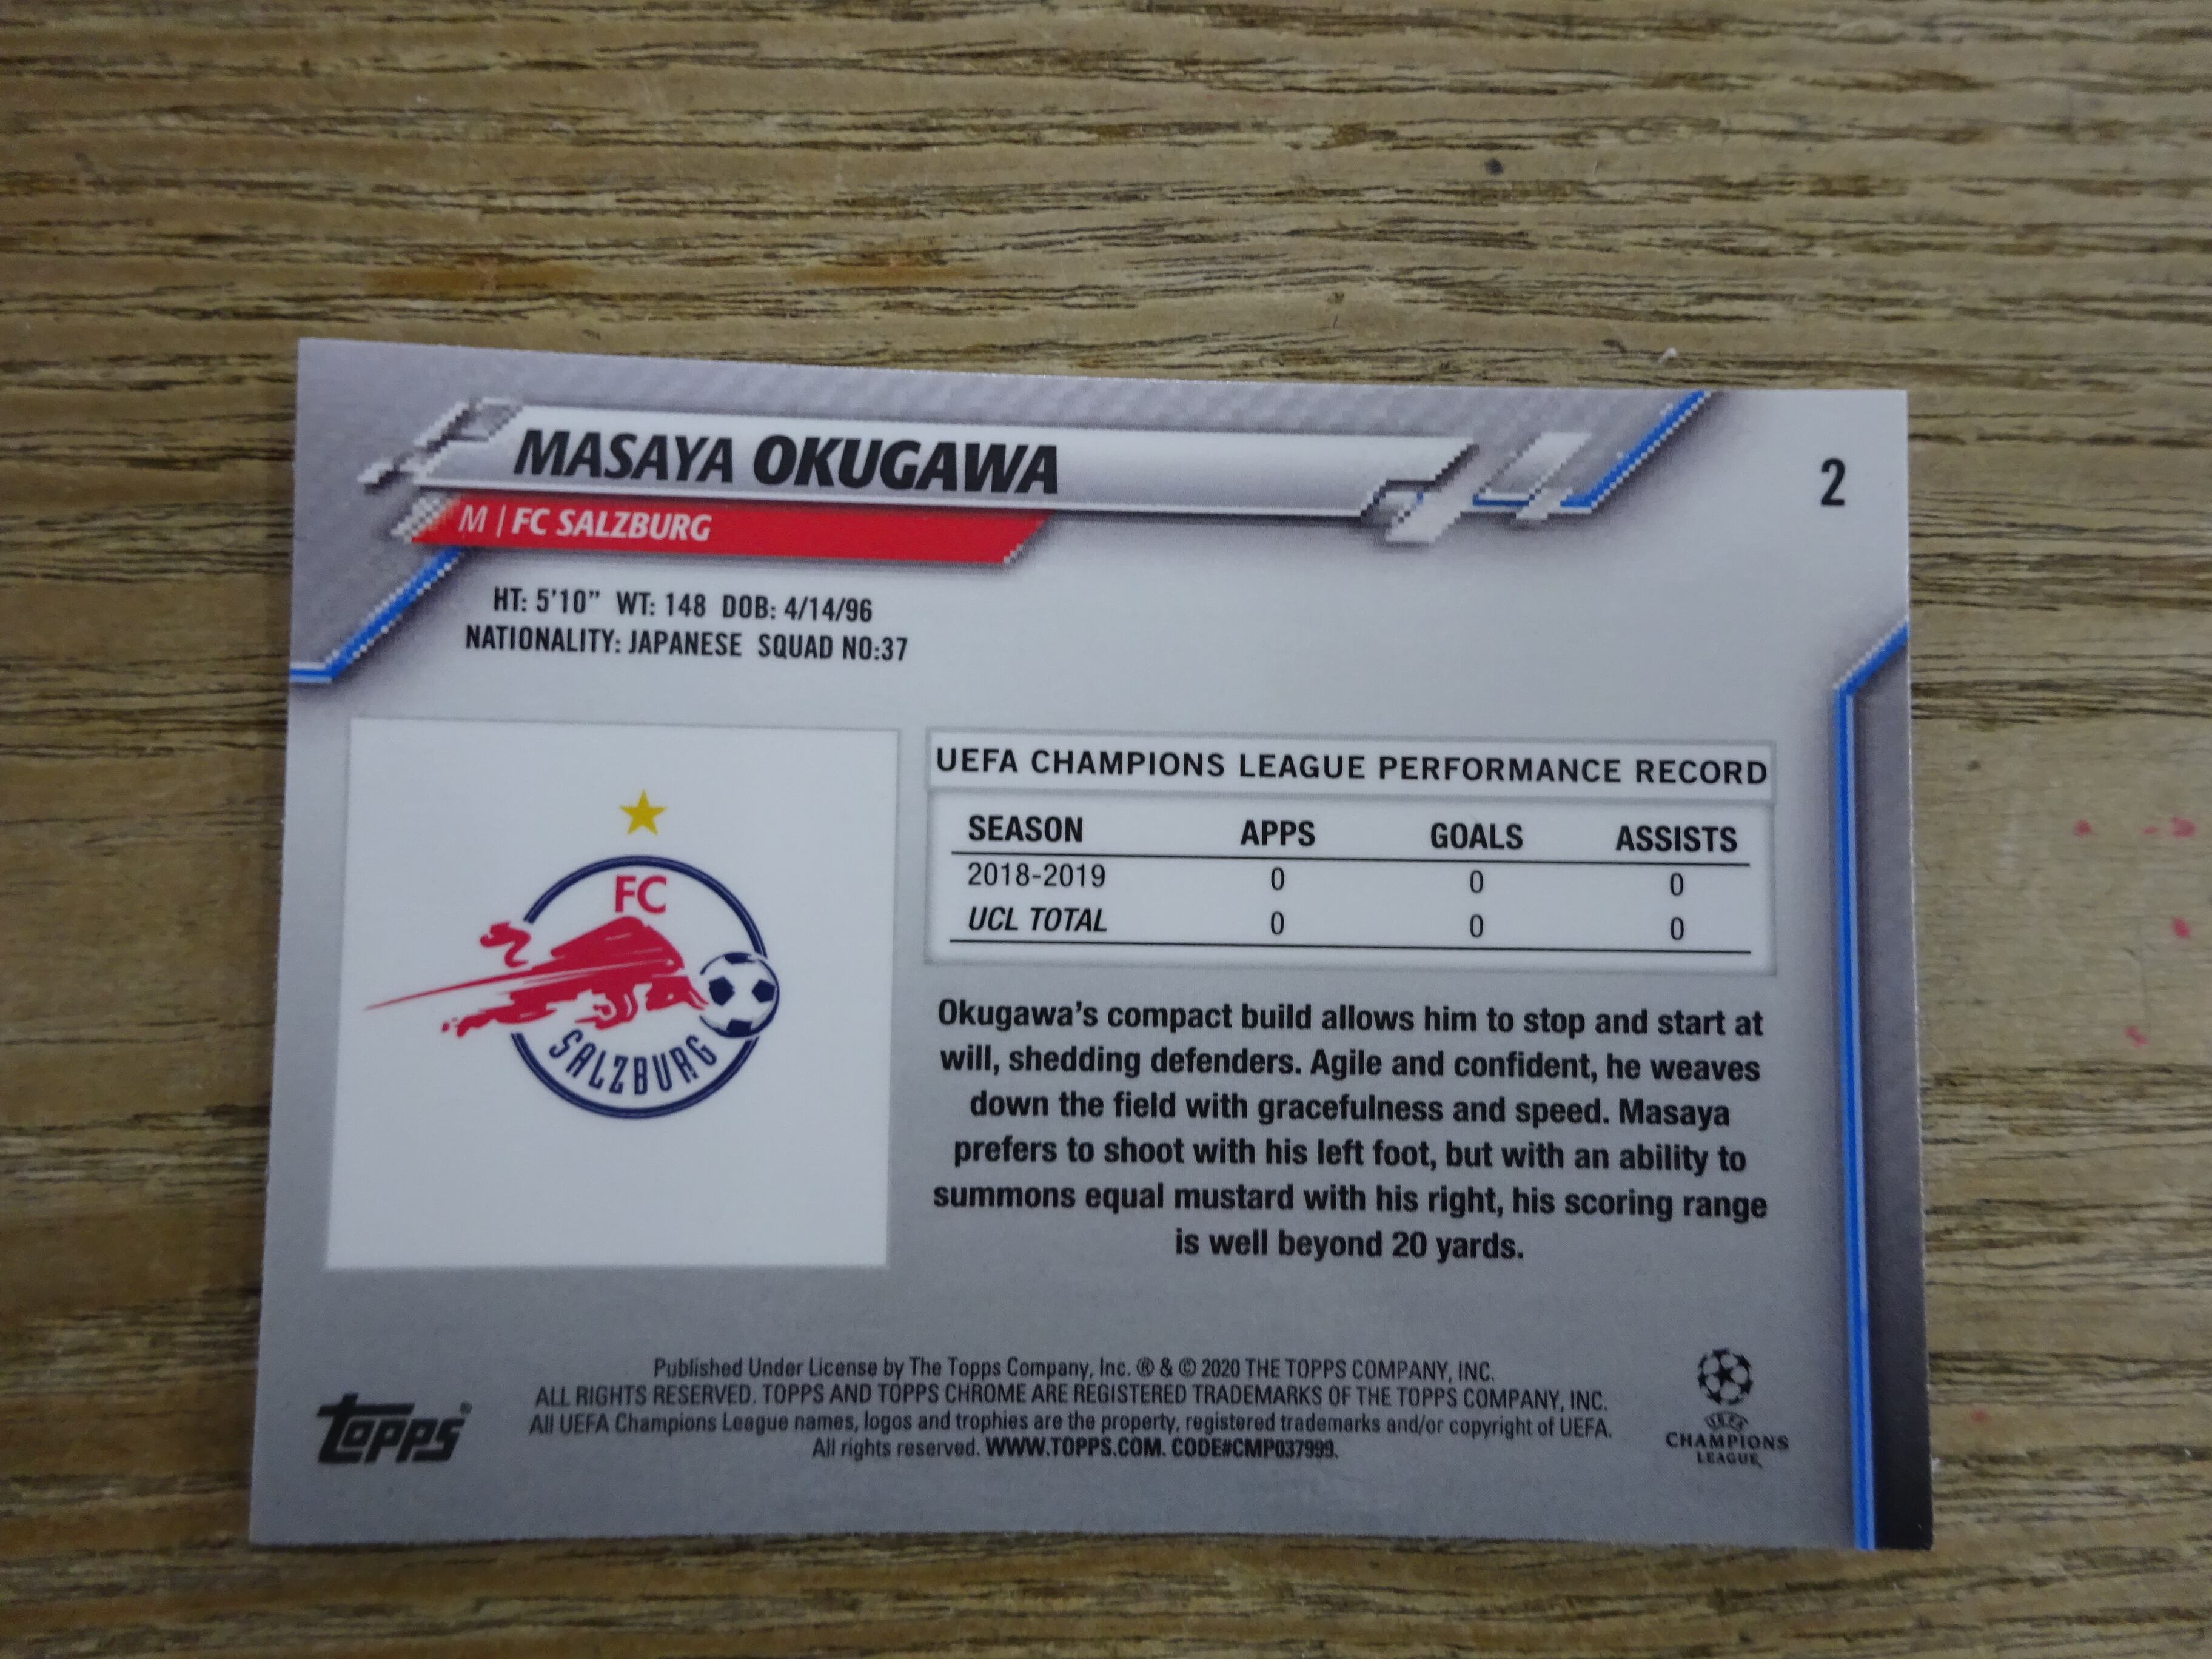 MASAYA OKUGAWA
2
M | FC SALZBURG
HT: 5'10” WT: 148 DOB: 4/14/96
NATIONALITY: JAPANESE SQUAD NO:37
FC
SALZBURG
UEFA CHAMPIONS LEAGUE PERFORMANCE RECORD
SEASON APPS GOALS ASSISTS
2018-2019 0 0 0
UCL TOTAL 0 0 0
Okugawa’s compact build allows him to stop and start at
will, shedding defenders. Agile and confident, he weaves
down the field with gracefulness and speed. Masaya
prefers to shoot with his left foot, but with an ability to
summons equal mustard with his right, his scoring range
is well beyond 20 yards.
Published Under License by The Topps Company, Inc. ® & © 2020 THE TOPPS COMPANY, INC.
ALL RIGHTS RESERVED. TOPPS AND TOPPS CHROME ARE REGISTERED TRADEMARKS OF THE TOPPS COMPANY, INC.
All UEFA Champions League names, logos and trophies are the property, registered trademarks and/or copyright of UEFA.
All rights reserved. WWW.TOPPS.COM. CODE#CMP037999.
TOPPS®
UEFA
CHAMPIONS
LEAGUE